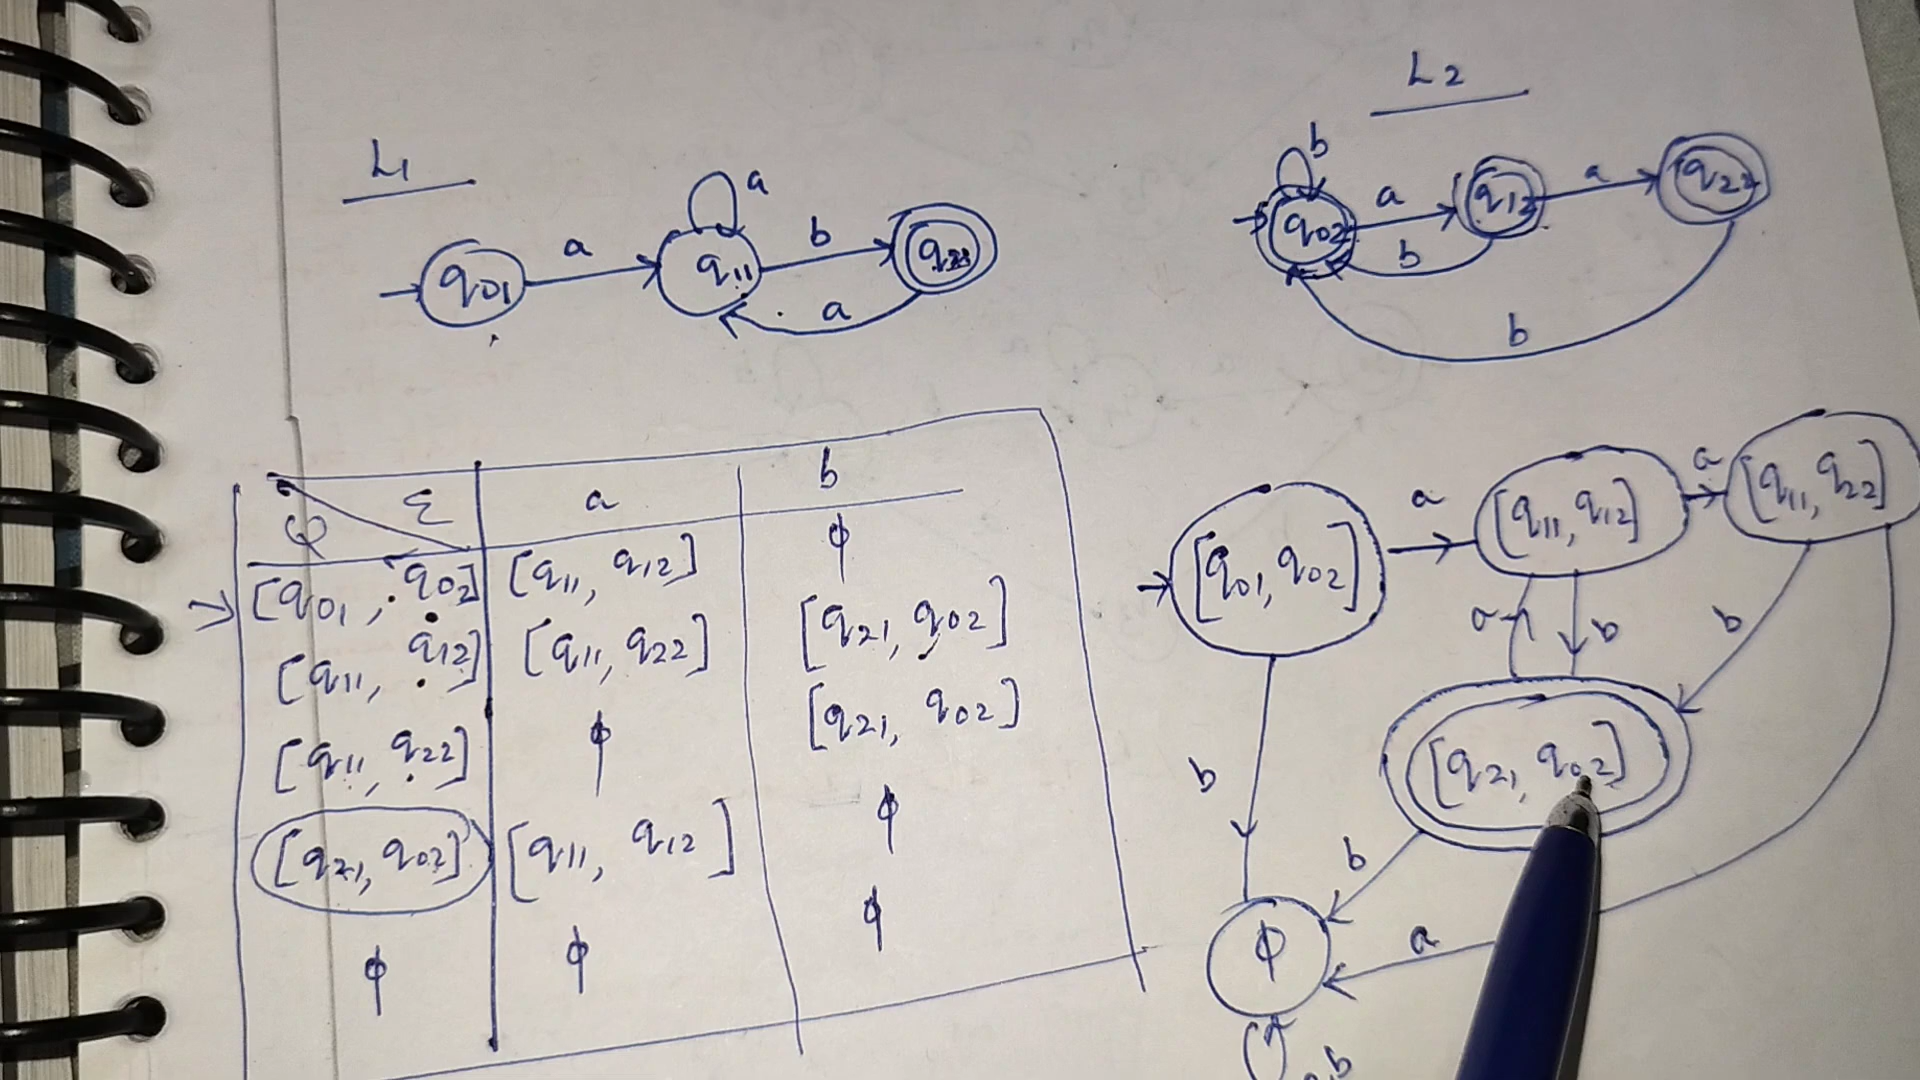 L1
a
a
b
q01
q11
a
L2
b
a
a
q02
q12
q22
b
b
Q Σ a b
[q01, q02] [q11, q12] ϕ
[q11, q12] [q11, q22] [q21, q02]
[q11, q22] ϕ [q21, q02]
[q21, q02] [q11, q12] ϕ
ϕ ϕ ϕ
[q01, q02] a [q11, q12] a [q11, q22]
a b b
b
[q21, q02]
b
a
ϕ
b